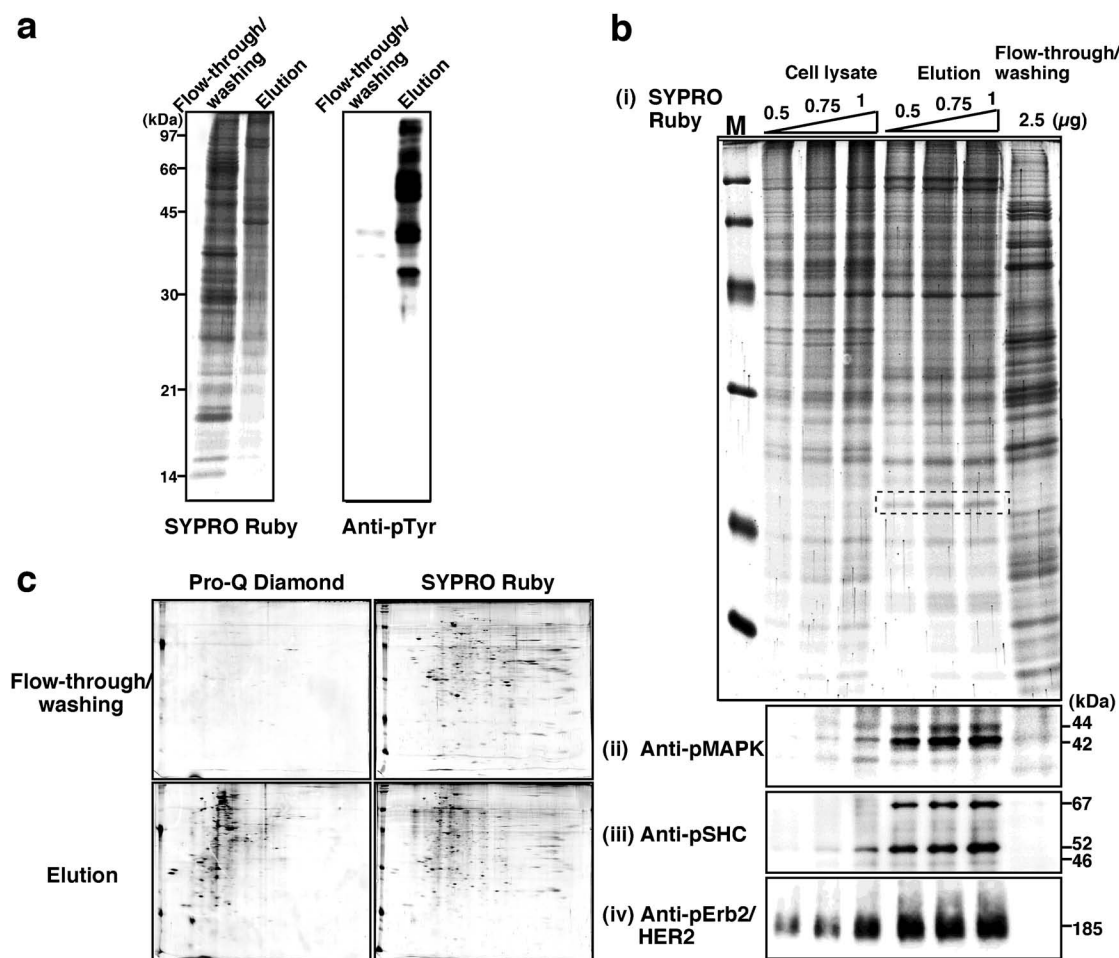 a
Flow-through/
washing
Elution
Flow-through/
washing
Elution
(kDa)
97
66
45
30
21
14
SYPRO Ruby
Anti-pTyr
b
Cell lysate
Elution
Flow-through/
washing
(i) SYPRO
Ruby
M
0.5
0.75
1
0.5
0.75
1
2.5 (µg)
(kDa)
(ii) Anti-pMAPK
44
42
(iii) Anti-pSHC
67
52
46
(iv) Anti-pErb2/
HER2
185
c
Pro-Q Diamond
SYPRO Ruby
Flow-through/
washing
Elution